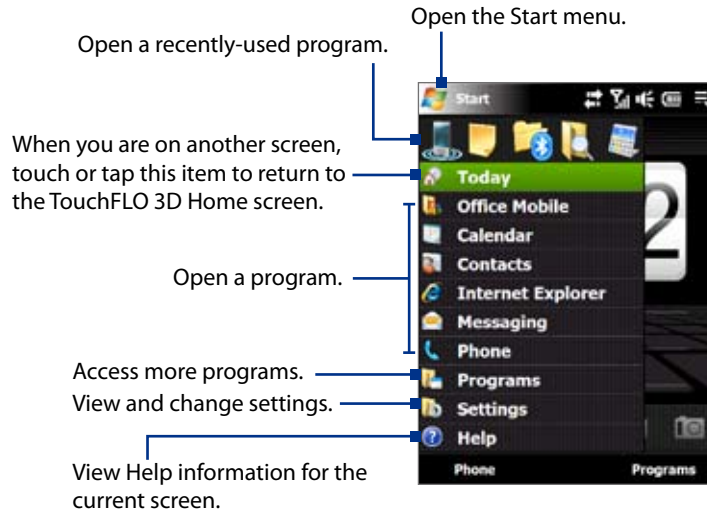 Open the Start menu.
Open a recently-used program.
Start
When you are on another screen,
touch or tap this item to return to
the TouchFLO 3D Home screen.
Today
Office Mobile
Calendar
Contacts
Internet Explorer
Messaging
Phone
Programs
Settings
Help
Open a program.
Access more programs.
View and change settings.
View Help information for the
current screen.
2
Phone
Programs